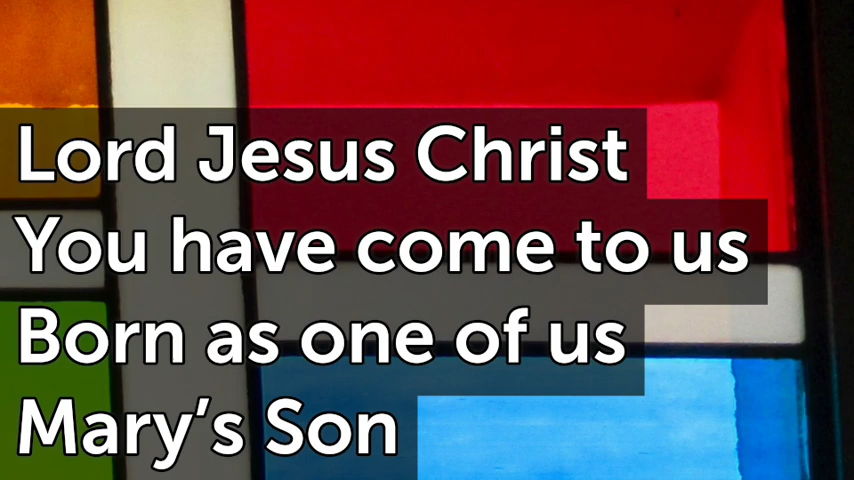 Lord Jesus Christ
You have come to us
Born as one of us
Mary’s Son